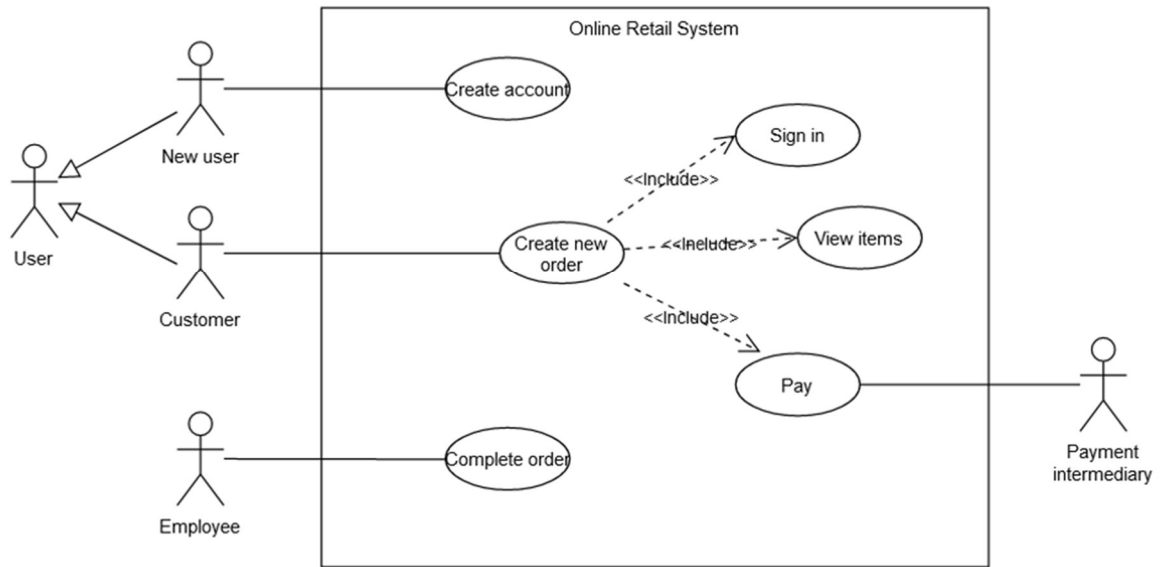 Online Retail System
Create account
New user
Sign in
<<Include>>
User
Create new
order
<<Include>>
View items
Customer
<<Include>>
Pay
Complete order
Payment
intermediary
Employee